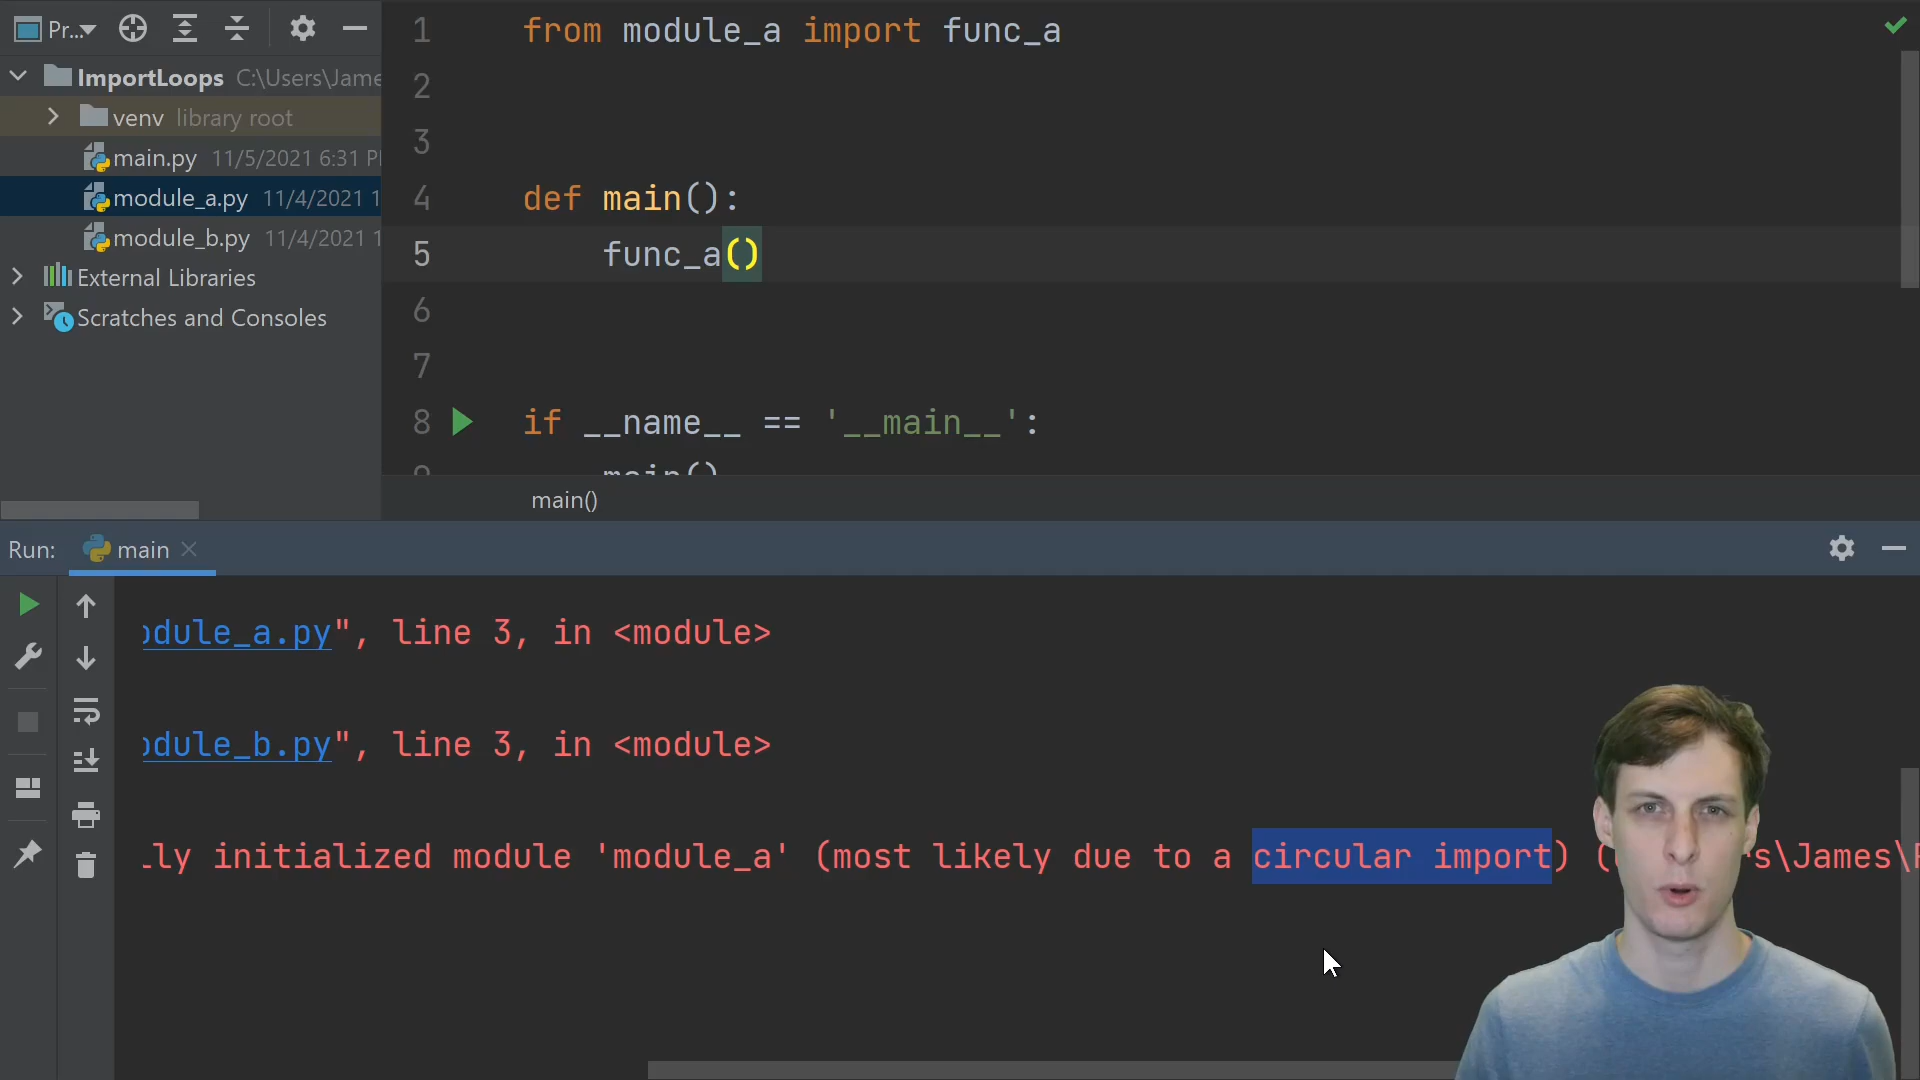 Pr...
ImportLoops C:\Users\Jame
venv library root
main.py 11/5/2021 6:31 P
module_a.py 11/4/2021 1
module_b.py 11/4/2021 1
External Libraries
Scratches and Consoles
1 from module_a import func_a
2
3
4 def main():
5 func_a()
6
7
8 if __name__ == '__main__':
9 main()
main()
Run: main
odule_a.py", line 3, in <module>
odule_b.py", line 3, in <module>
lly initialized module 'module_a' (most likely due to a circular import) ( s\James\